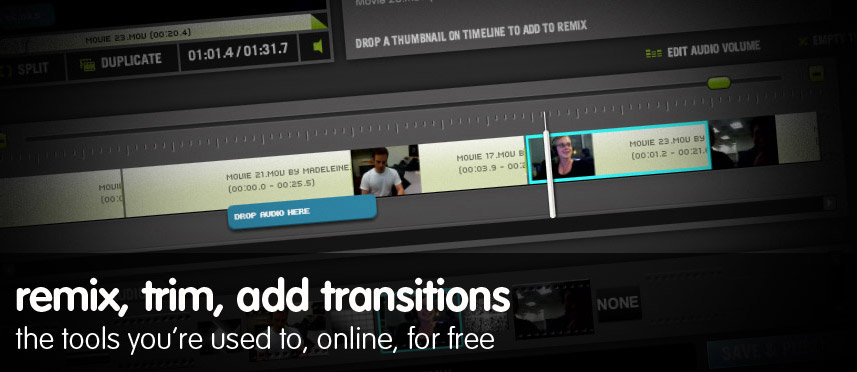 MOVIE 23.MOV (00:20.4)
SPLIT
DUPLICATE
01:01.4 / 01:31.7
DROP A THUMBNAIL ON TIMELINE TO ADD TO REMIX
EDIT AUDIO VOLUME
EMPTY
MOVIE 21.MOV BY MADELEINE
(00:00.0 - 00:25.5)
MOVIE 17.MOV B
(00:03.9 - 00:2
MOVIE 23.MOV BY
(00:01.2 - 00:21.
DROP AUDIO HERE
remix, trim, add transitions
NONE
the tools you're used to, online, for free